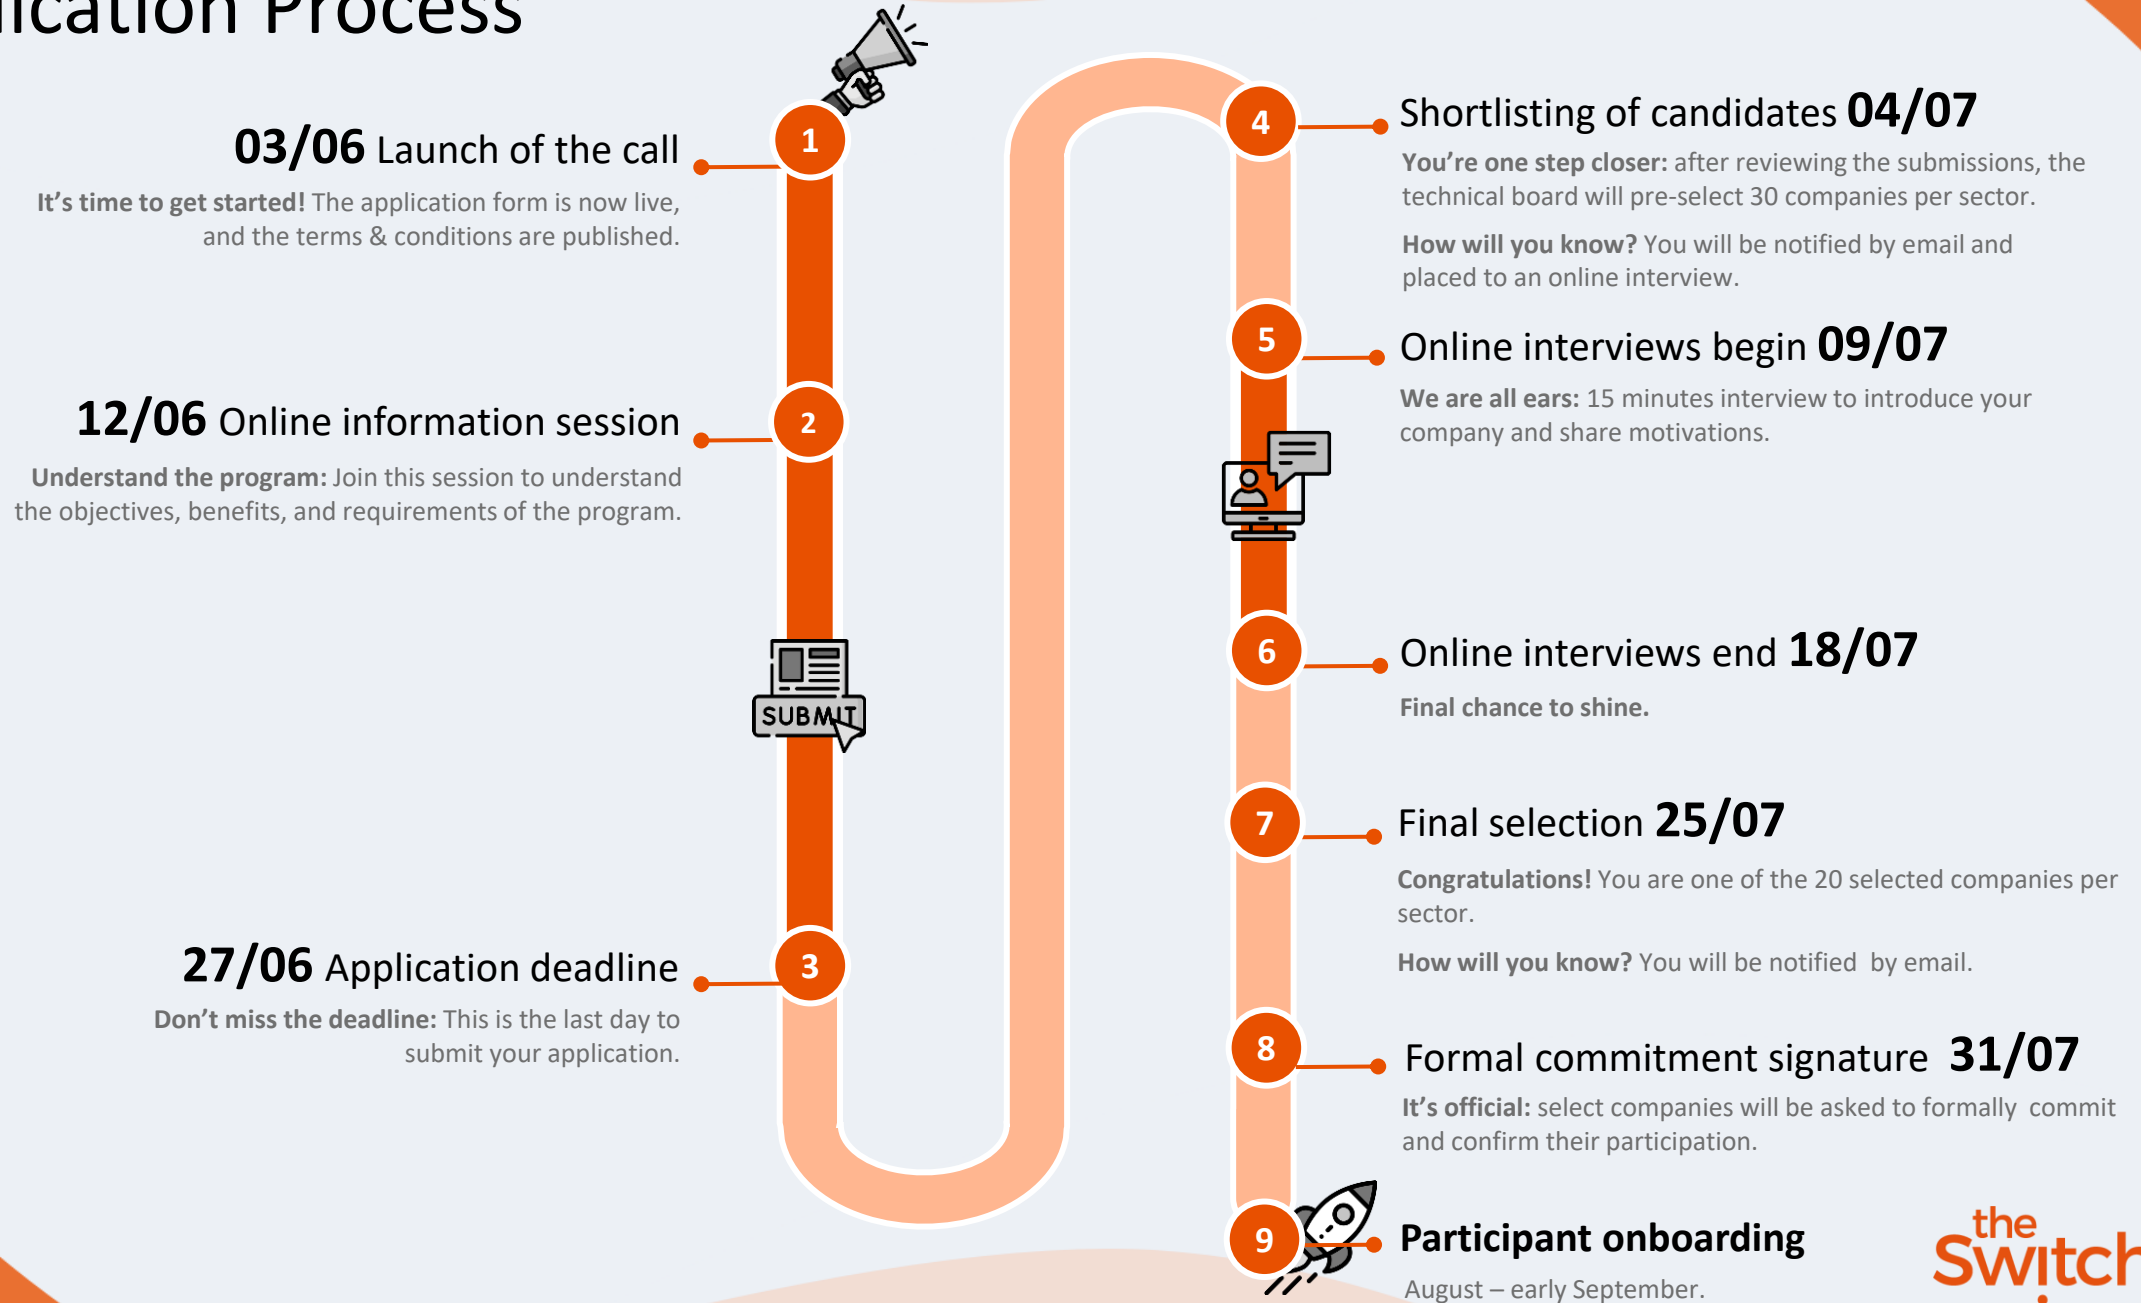 lication Process
1
03/06 Launch of the call
It’s time to get started! The application form is now live,
and the terms & conditions are published.
2
12/06 Online information session
Understand the program: Join this session to understand
the objectives, benefits, and requirements of the program.
SUBMIT
3
27/06 Application deadline
Don’t miss the deadline: This is the last day to
submit your application.
4
Shortlisting of candidates 04/07
You’re one step closer: after reviewing the submissions, the
technical board will pre-select 30 companies per sector.
How will you know? You will be notified by email and
placed to an online interview.
5
Online interviews begin 09/07
We are all ears: 15 minutes interview to introduce your
company and share motivations.
6
Online interviews end 18/07
Final chance to shine.
7
Final selection 25/07
Congratulations! You are one of the 20 selected companies per
sector.
How will you know? You will be notified  by email.
8
Formal commitment signature  31/07
It’s official: select companies will be asked to formally  commit
and confirm their participation.
9
Participant onboarding
August – early September.
the
Switch